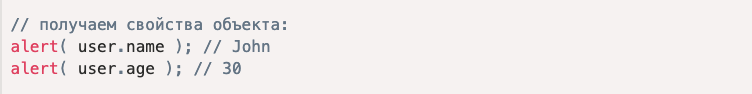 // получаем свойства объекта:
alert( user.name ); // John
alert( user.age ); // 30